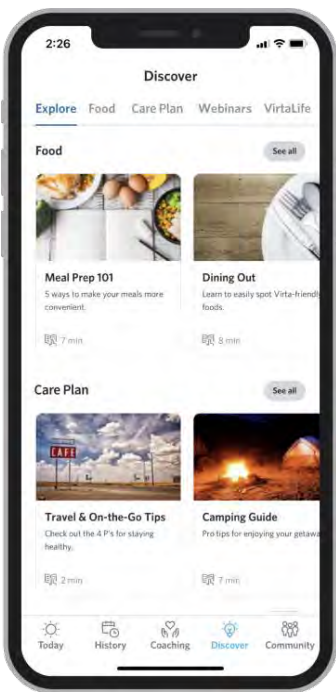 2:26
Discover
Explore Food Care Plan Webinars VirtaLife
Food See all
Meal Prep 101
5 ways to make your meals more
convenient.
7 min
Dining Out
Learn to easily spot Virta-friendly
foods.
8 min
Care Plan See all
CAFE
Travel & On-the-Go Tips
Check out the 4 P's for staying
healthy.
2 min
Camping Guide
Pro tips for enjoying your getawa
7 min
Today History Coaching Discover Community